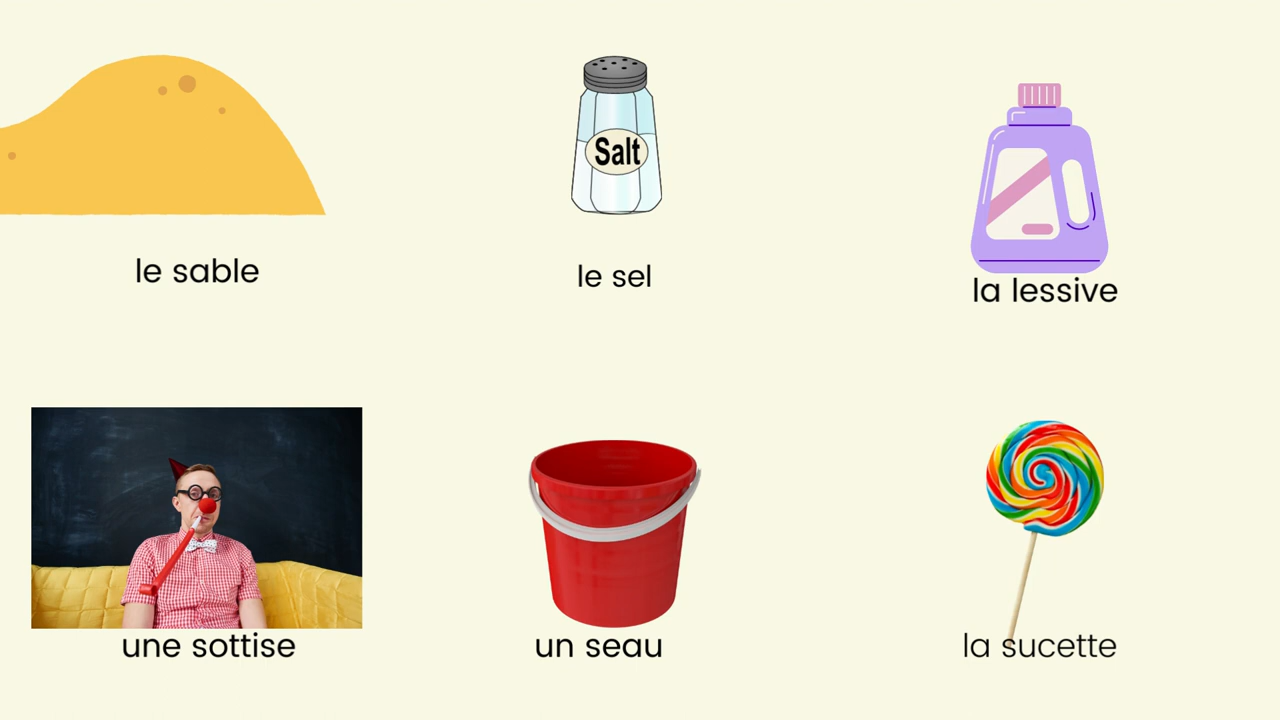 Salt
le sable
le sel
la lessive
une sottise
un seau
la sucette